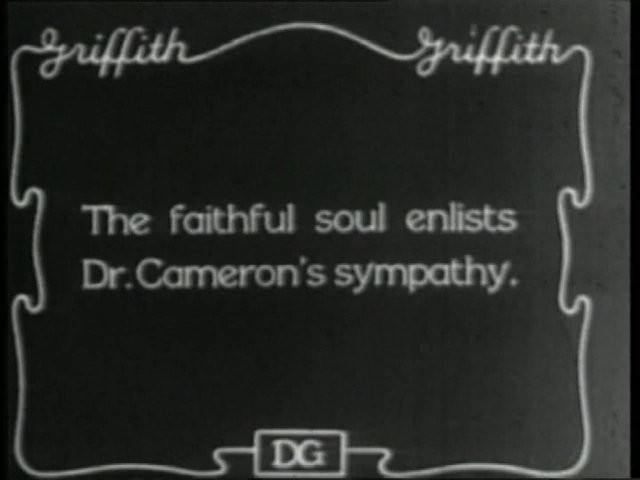 Griffith Griffith
The faithful soul enlists
Dr. Cameron's sympathy.
DG